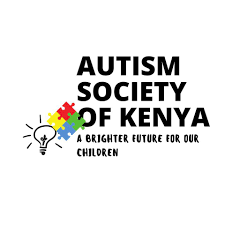 AUTISM
SOCIETY
OF KENYA
A BRIGHTER FUTURE FOR OUR
CHILDREN